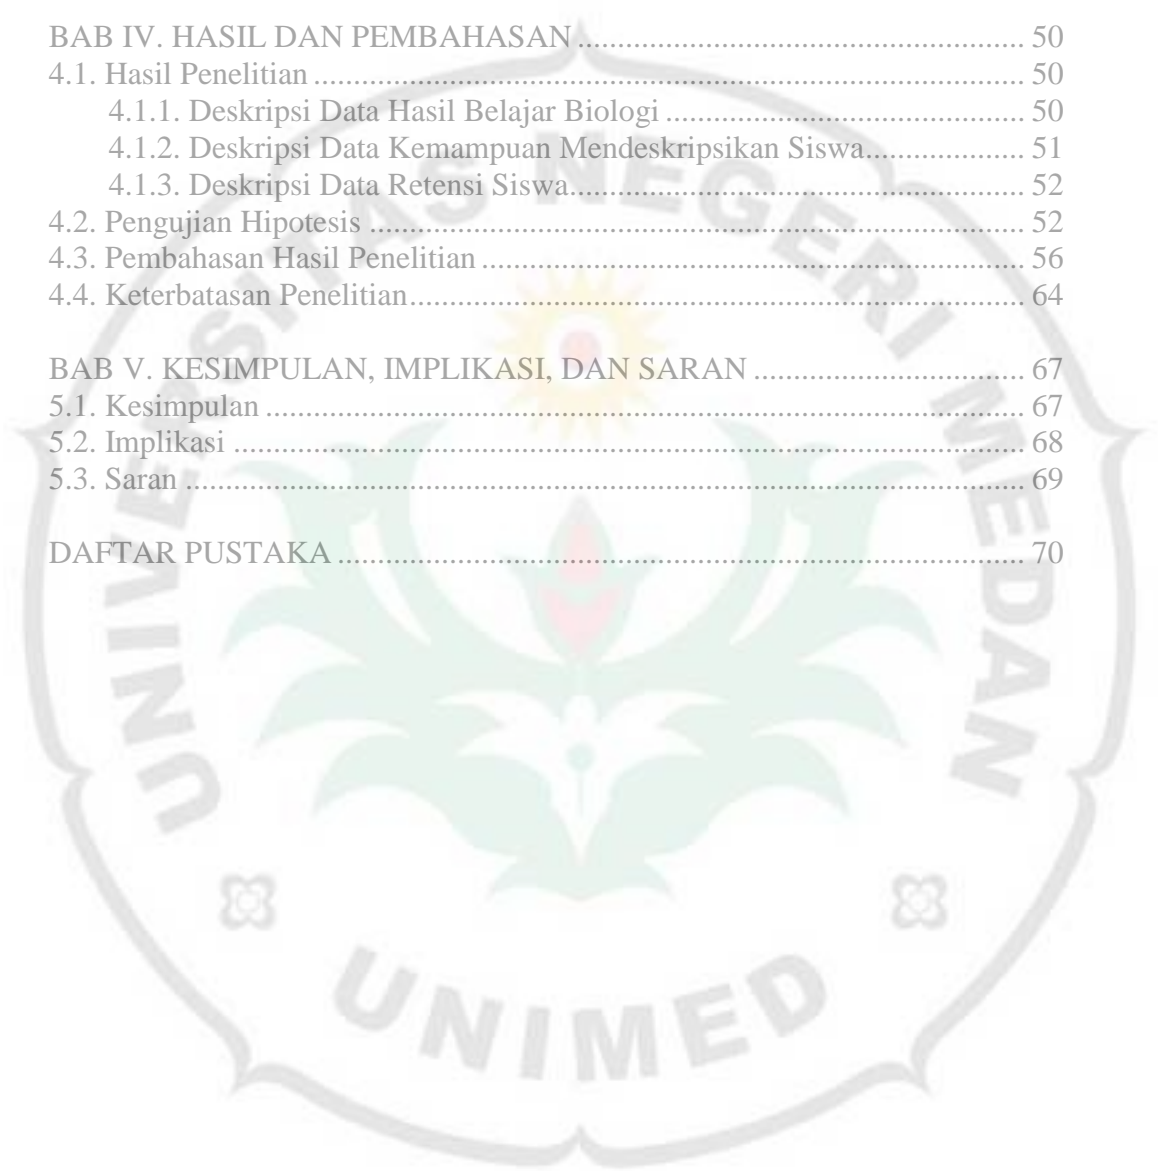 BAB IV. HASIL DAN PEMBAHASAN ........................................................ 50
4.1. Hasil Penelitian ......................................................................................... 50
4.1.1. Deskripsi Data Hasil Belajar Biologi ............................................. 50
4.1.2. Deskripsi Data Kemampuan Mendeskripsikan Siswa.................... 51
4.1.3. Deskripsi Data Retensi Siswa......................................................... 52
4.2. Pengujian Hipotesis .................................................................................. 52
4.3. Pembahasan Hasil Penelitian .................................................................... 56
4.4. Keterbatasan Penelitian............................................................................. 64
BAB V. KESIMPULAN, IMPLIKASI, DAN SARAN .................................. 67
5.1. Kesimpulan ............................................................................................... 67
5.2. Implikasi ................................................................................................... 68
5.3. Saran ......................................................................................................... 69
DAFTAR PUSTAKA ...................................................................................... 70
UNIVERSITAS NEGERI MEDAN
UNIMED